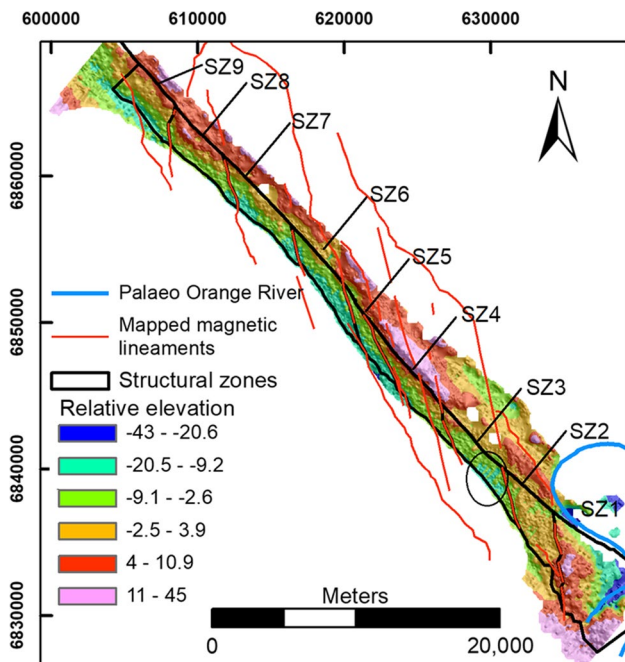 600000 610000 620000 630000
N
6860000
6850000
6840000
6830000
SZ9
SZ8
SZ7
SZ6
SZ5
SZ4
SZ3
SZ2
SZ1
Palaeo Orange River
Mapped magnetic
lineaments
Structural zones
Relative elevation
-43 - -20.6
-20.5 - -9.2
-9.1 - -2.6
-2.5 - 3.9
4 - 10.9
11 - 45
Meters
0 20,000